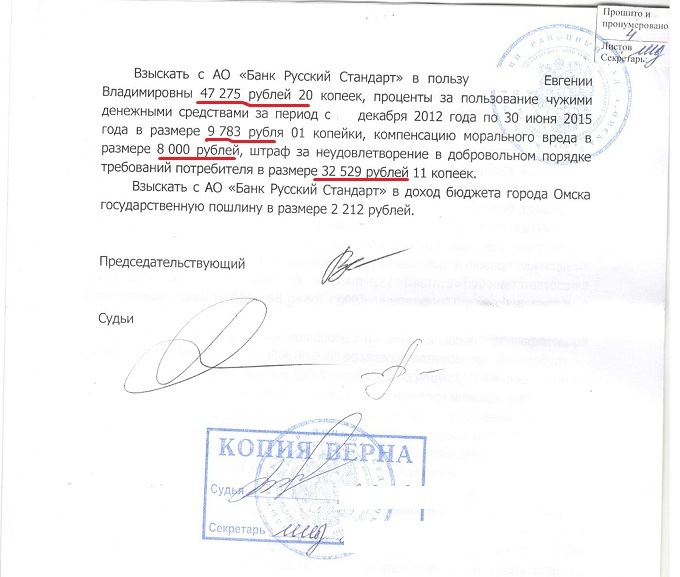 Прошито и
пронумеровано
4
Листов
Секретарь
Взыскать с АО «Банк Русский Стандарт» в пользу Евгении
Владимировны 47 275 рублей 20 копеек, проценты за пользование чужими
денежными средствами за период с декабря 2012 года по 30 июня 2015
года в размере 9 783 рубля 01 копейки, компенсацию морального вреда в
размере 8 000 рублей, штраф за неудовлетворение в добровольном порядке
требований потребителя в размере 32 529 рублей 11 копеек.
Взыскать с АО «Банк Русский Стандарт» в доход бюджета города Омска
государственную пошлину в размере 2 212 рублей.
Председательствующий
Судьи
КОПИЯ ВЕРНА
Судья
Секретарь